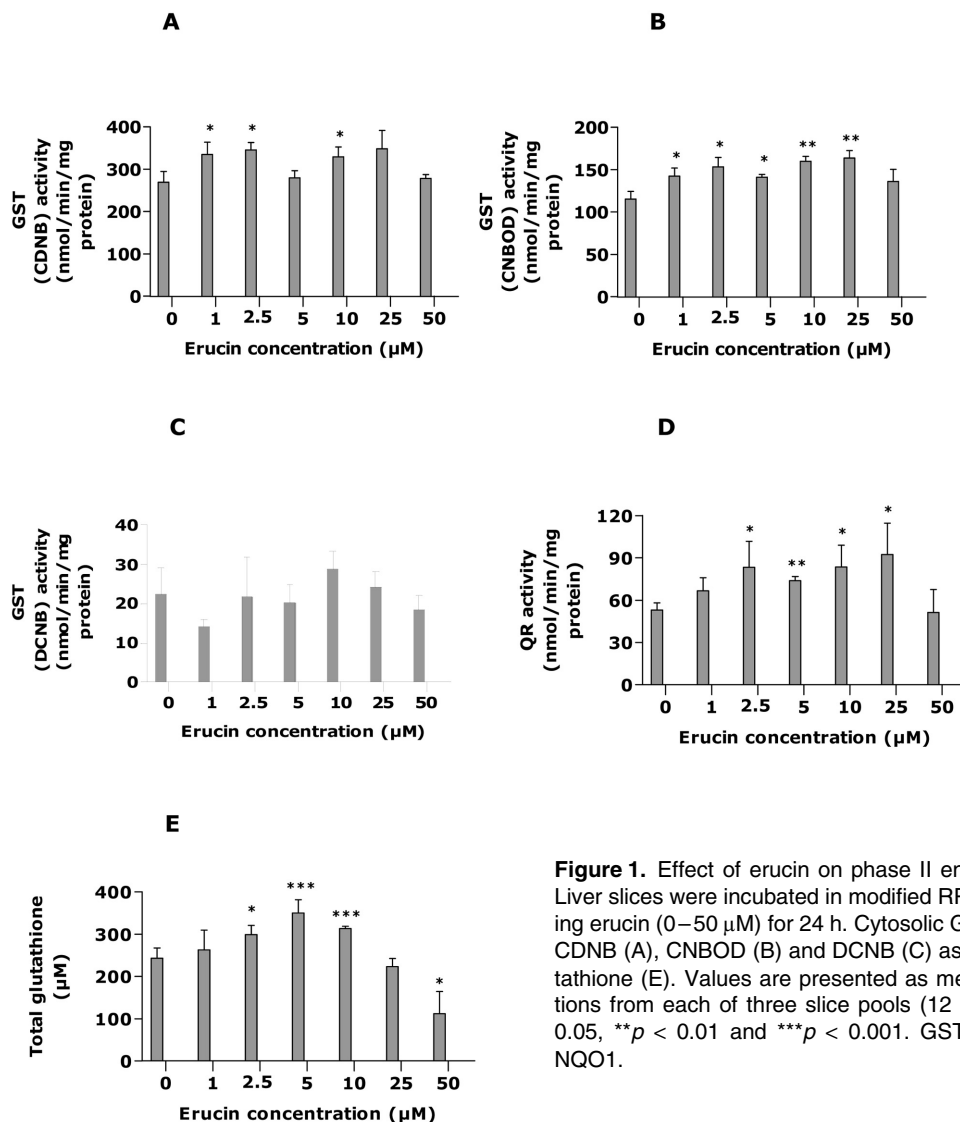 A
GST
(CDNB) activity
(nmol/min/mg
protein)
400
300
200
100
0
* * *
0 1 2.5 5 10 25 50
Erucin concentration (µM)
B
GST
(CNBOD) activity
(nmol/min/mg
protein)
200
150
100
50
0
* * * ** **
0 1 2.5 5 10 25 50
Erucin concentration (µM)
C
GST
(DCNB) activity
(nmol/min/mg
protein)
40
30
20
10
0
0 1 2.5 5 10 25 50
Erucin concentration (µM)
D
QR activity
(nmol/min/mg
protein)
120
90
60
30
0
* ** * *
0 1 2.5 5 10 25 50
Erucin concentration (µM)
E
Total glutathione
(µM)
400
300
200
300
0
* *** *** *
0 1 2.5 5 10 25 50
Erucin concentration (µM)
Figure 1. Effect of erucin on phase II en
Liver slices were incubated in modified RF
ing erucin (0–50 µM) for 24 h. Cytosolic G
CDNB (A), CNBOD (B) and DCNB (C) as
tathione (E). Values are presented as me
tions from each of three slice pools (12
0.05, **p < 0.01 and ***p < 0.001. GST
NQO1.